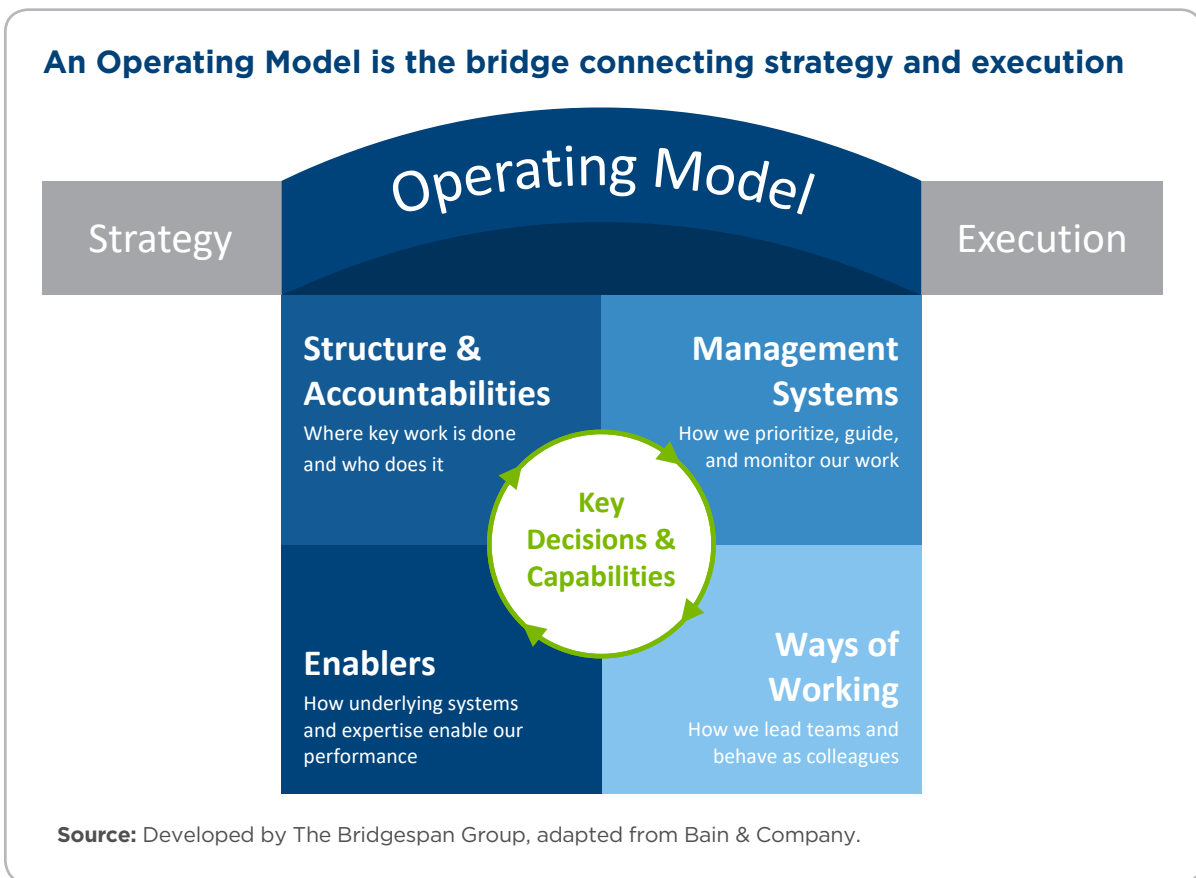 An Operating Model is the bridge connecting strategy and execution
Operating Model
Strategy
Execution
Structure &
Accountabilities
Where key work is done
and who does it
Management
Systems
How we prioritize, guide,
and monitor our work
Key
Decisions &
Capabilities
Enablers
How underlying systems
and expertise enable our
performance
Ways of
Working
How we lead teams and
behave as colleagues
Source: Developed by The Bridgespan Group, adapted from Bain & Company.